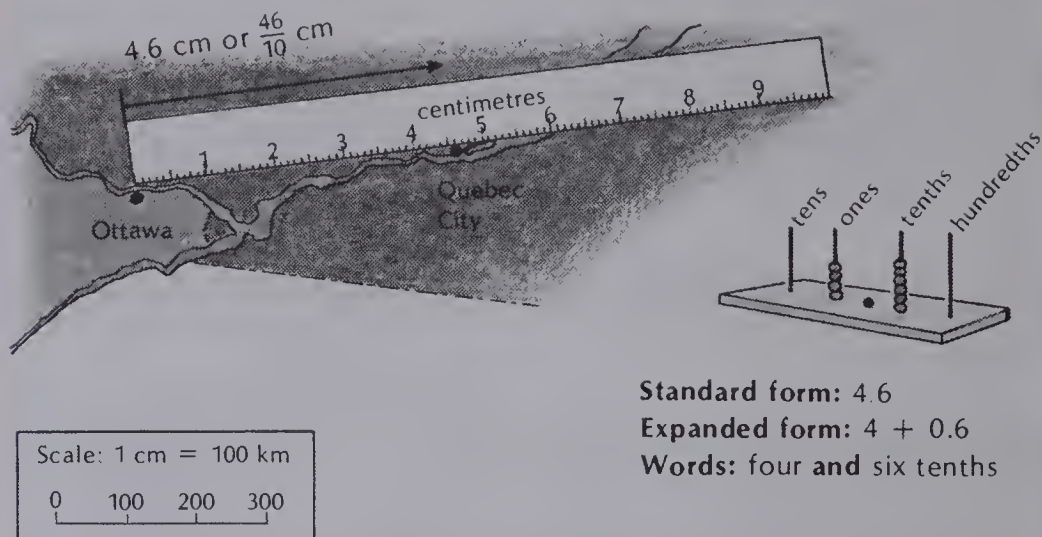 4.6 cm or 46/10 cm
centimetres
1 2 3 4 5 6 7 8 9
Ottawa
Quebec
City
tens ones tenths hundredths
Standard form: 4.6
Expanded form: 4 + 0.6
Words: four and six tenths
Scale: 1 cm = 100 km
0 100 200 300